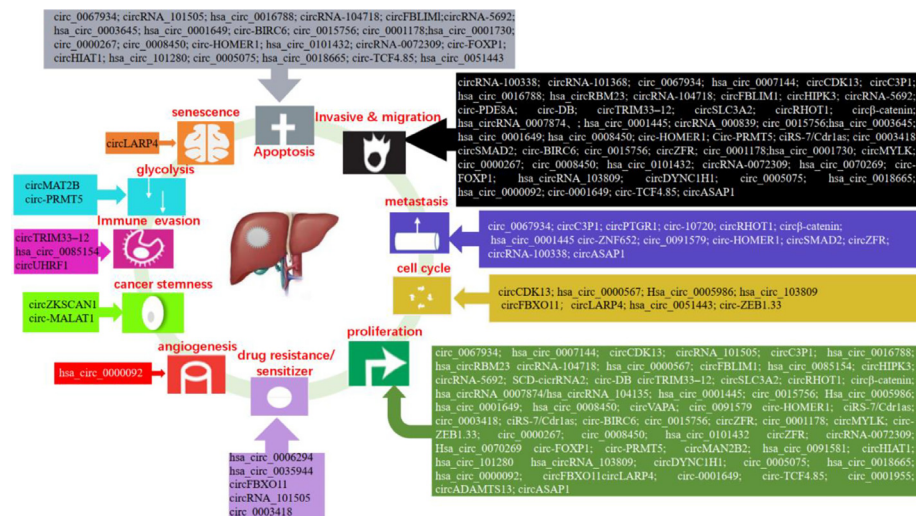 circ_0067934; circRNA_101505; hsa_circ_0016788; circRNA-104718; circFBLIMl;circRNA-5692;
hsa_circ_0003645; hsa_circ_0001649; circ-BIRC6; circ_0015756; circ_0001178;hsa_circ_0001730;
circ_0000267; circ_0008450; circ-HOMER1; hsa_circ_0101432; circRNA-0072309; circ-FOXP1;
circHIAT1; hsa_circ_101280; circ_0005075; hsa_circ_0018665; circ-TCF4.85; hsa_circ_0051443
senescence
circLARP4
Apoptosis
Invasive & migration
circRNA-100338; circRNA-101368; circ_0067934; hsa_circ_0007144; circCDK13; circC3P1;
hsa_circ_0016788; hsa_circRBM23; circRNA-104718; circFBLIM1; circHIPK3; circRNA-5692;
circ-PDE8A; circ-DB; circTRIM33–12; circSLC3A2; circRHOT1; circβ-catenin;
hsa_circRNA_0007874、; hsa_circ_0001445; circRNA_000839; circ_0015756;hsa_circ_0003645;
hsa_circ_0001649; hsa_circ_0008450; circ-HOMER1; Circ-PRMT5; ciRS-7/Cdr1as; circ_0003418
circSMAD2; circ-BIRC6; circ_0015756; circZFR; circ_0001178;hsa_circ_0001730; circMYLK;
circ_0000267; circ_0008450; hsa_circ_0101432; circRNA-0072309; hsa_circ_0070269; circ-
FOXP1; hsa_circRNA_103809; circDYNC1H1; circ_0005075; hsa_circ_0018665;
hsa_circ_0000092; circ-0001649; circ-TCF4.85; circASAP1
glycolysis
circMAT2B
circ-PRMT5
Immune evasion
circTRIM33–12
hsa_circ_0085154
circUHRF1
metastasis
circ_0067934; circC3P1; circPTGR1; circ-10720; circRHOT1; circβ-catenin;
hsa_circ_0001445 circ-ZNF652; circ_0091579; circ-HOMER1; circSMAD2; circZFR;
circRNA-100338; circASAP1
cell cycle
circCDK13; hsa_circ_0000567; Hsa_circ_0005986; hsa_circ_103809
circFBXO11; circLARP4; hsa_circ_0051443; circ-ZEB1.33
cancer stemness
circZKSCAN1
circ-MALAT1
angiogenesis
hsa_circ_0000092
drug resistance/
sensitizer
hsa_circ_0006294
hsa_circ_0035944
circFBXO11
circRNA_101505
circ_0003418
proliferation
circ_0067934; hsa_circ_0007144; circCDK13; circRNA_101505; circC3P1; hsa_circ_0016788;
hsa_circRBM23 circRNA-104718; hsa_circ_0000567; circFBLIM1; hsa_circ_0085154; circHIPK3;
circRNA-5692; SCD-cicrRNA2; circ-DB circTRIM33–12; circSLC3A2; circRHOT1; circβ-catenin;
hsa_circRNA_0007874/hsa_circRNA_104135; hsa_circ_0001445; circ_0015756; Hsa_circ_0005986;
hsa_circ_0001649; hsa_circ_0008450; circVAPA; circ_0091579 circ-HOMER1; ciRS-7/Cdr1as;
circ_0003418; ciRS-7/Cdr1as; circ-BIRC6; circ_0015756; circZFR; circ_0001178; circMYLK; circ-
ZEB1.33; circ_0000267; circ_0008450; hsa_circ_0101432 circZFR; circRNA-0072309;
Hsa_circ_0070269 circ-FOXP1; circ-PRMT5; circMAN2B2; hsa_circ_0091581; circHIAT1;
hsa_circ_101280 hsa_circRNA_103809; circDYNC1H1; circ_0005075; hsa_circ_0018665;
hsa_circ_0000092; circFBXO11circLARP4; circ-0001649; circ-TCF4.85; circ_0001955;
circADAMTS13; circASAP1